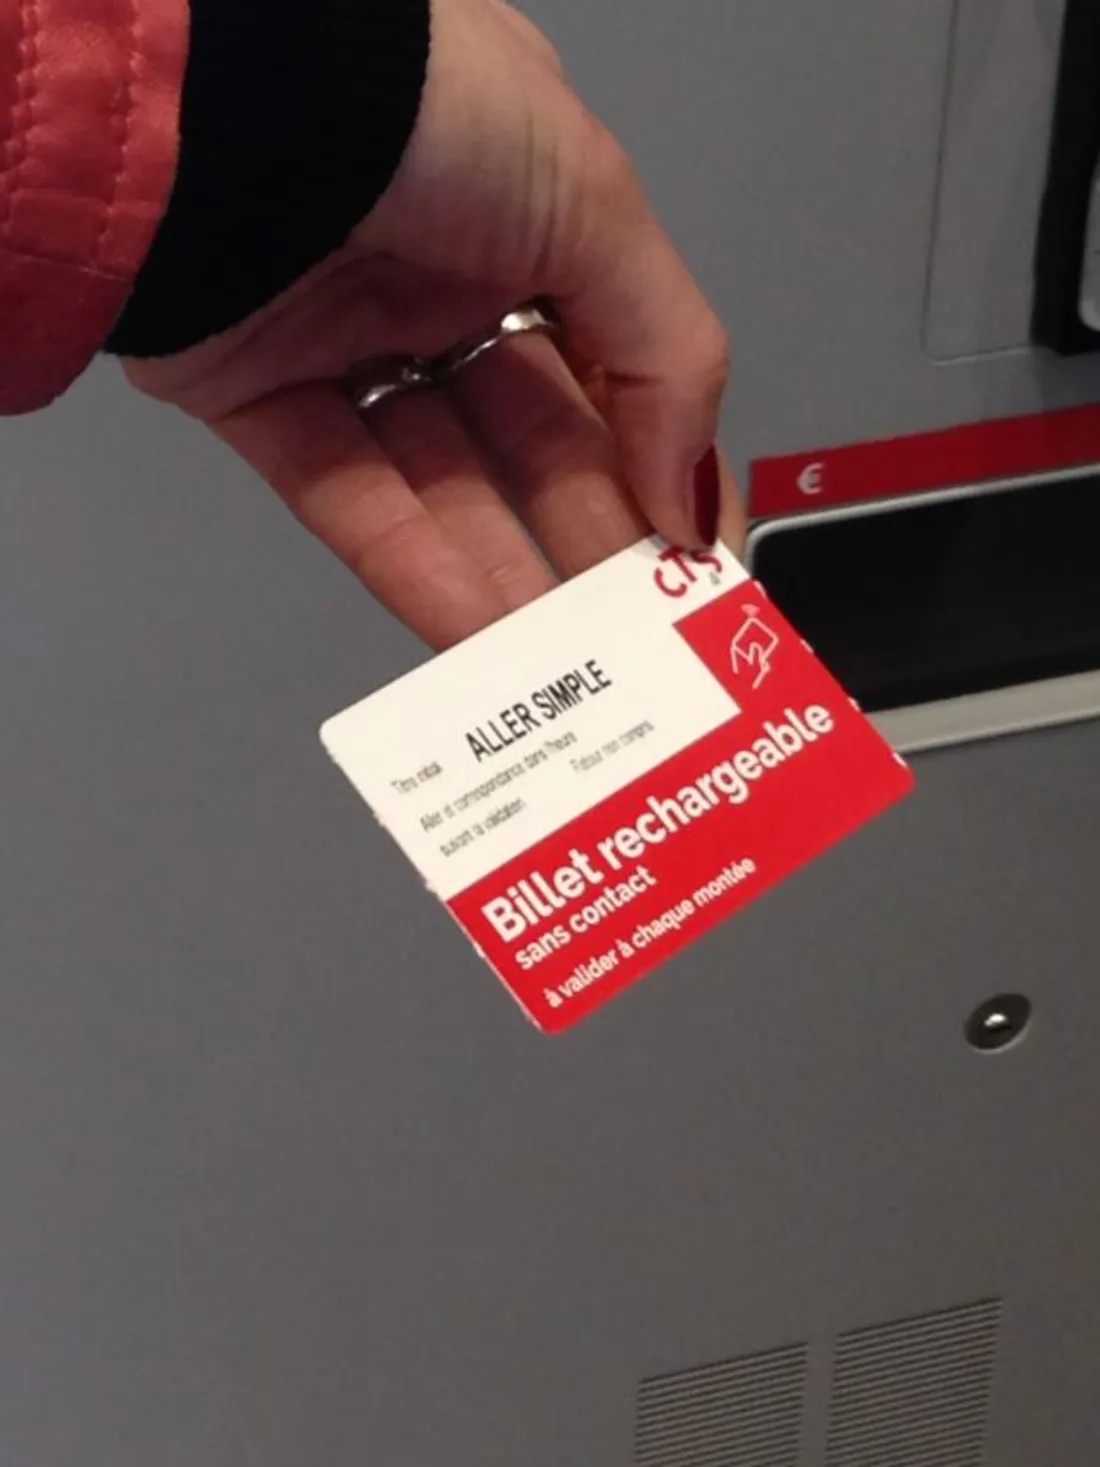 €
CTS
ALLER SIMPLE
Titre initial
Aller et correspondance dans l'heure
suivant la validation
Retour non compris
Billet rechargeable
sans contact
à valider à chaque montée